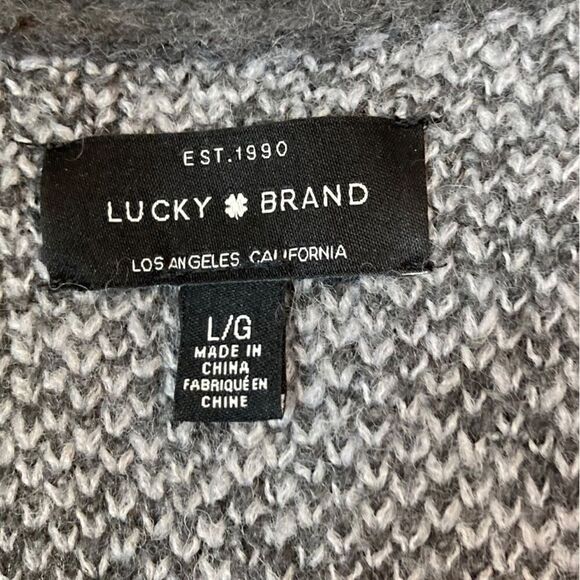 EST.1990
LUCKY BRAND
LOS ANGELES CALIFORNIA
L/G
MADE IN
CHINA
FABRIQUÉ EN
CHINE